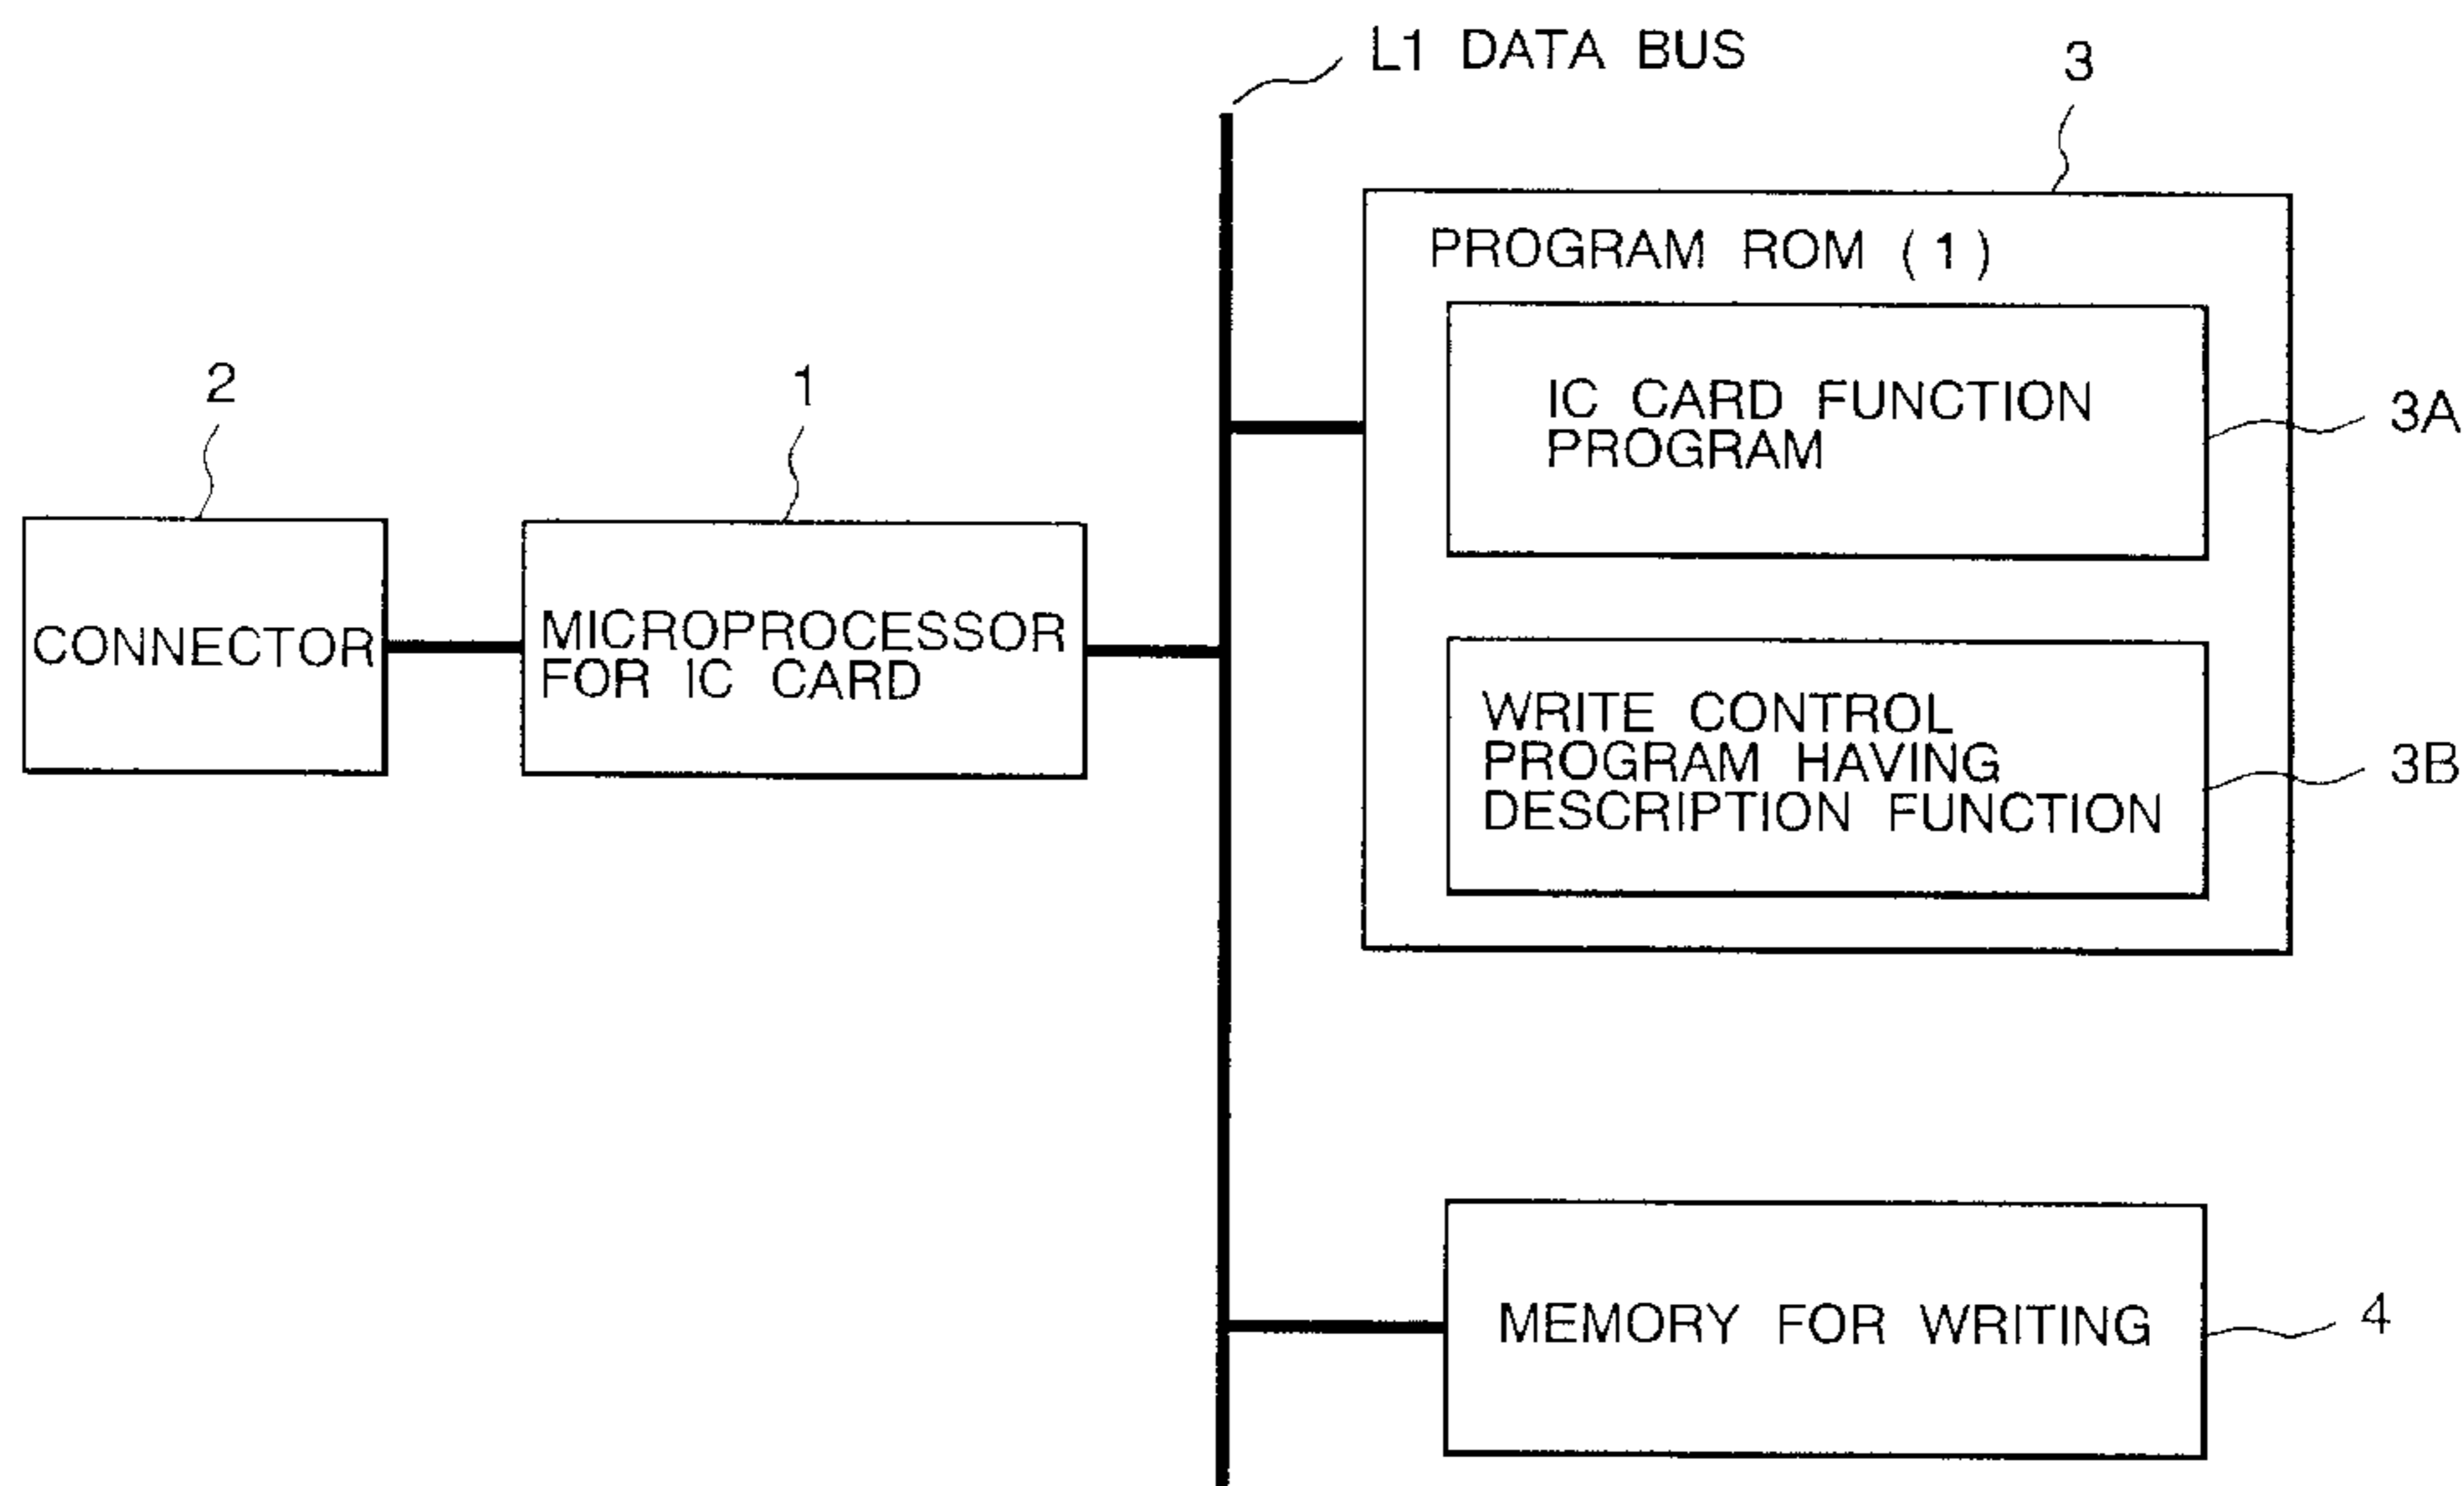 L1 DATA BUS
3
PROGRAM ROM (1)
IC CARD FUNCTION
PROGRAM
3A
2
1
CONNECTOR
MICROPROCESSOR
FOR IC CARD
WRITE CONTROL
PROGRAM HAVING
DESCRIPTION FUNCTION
3B
MEMORY FOR WRITING
4